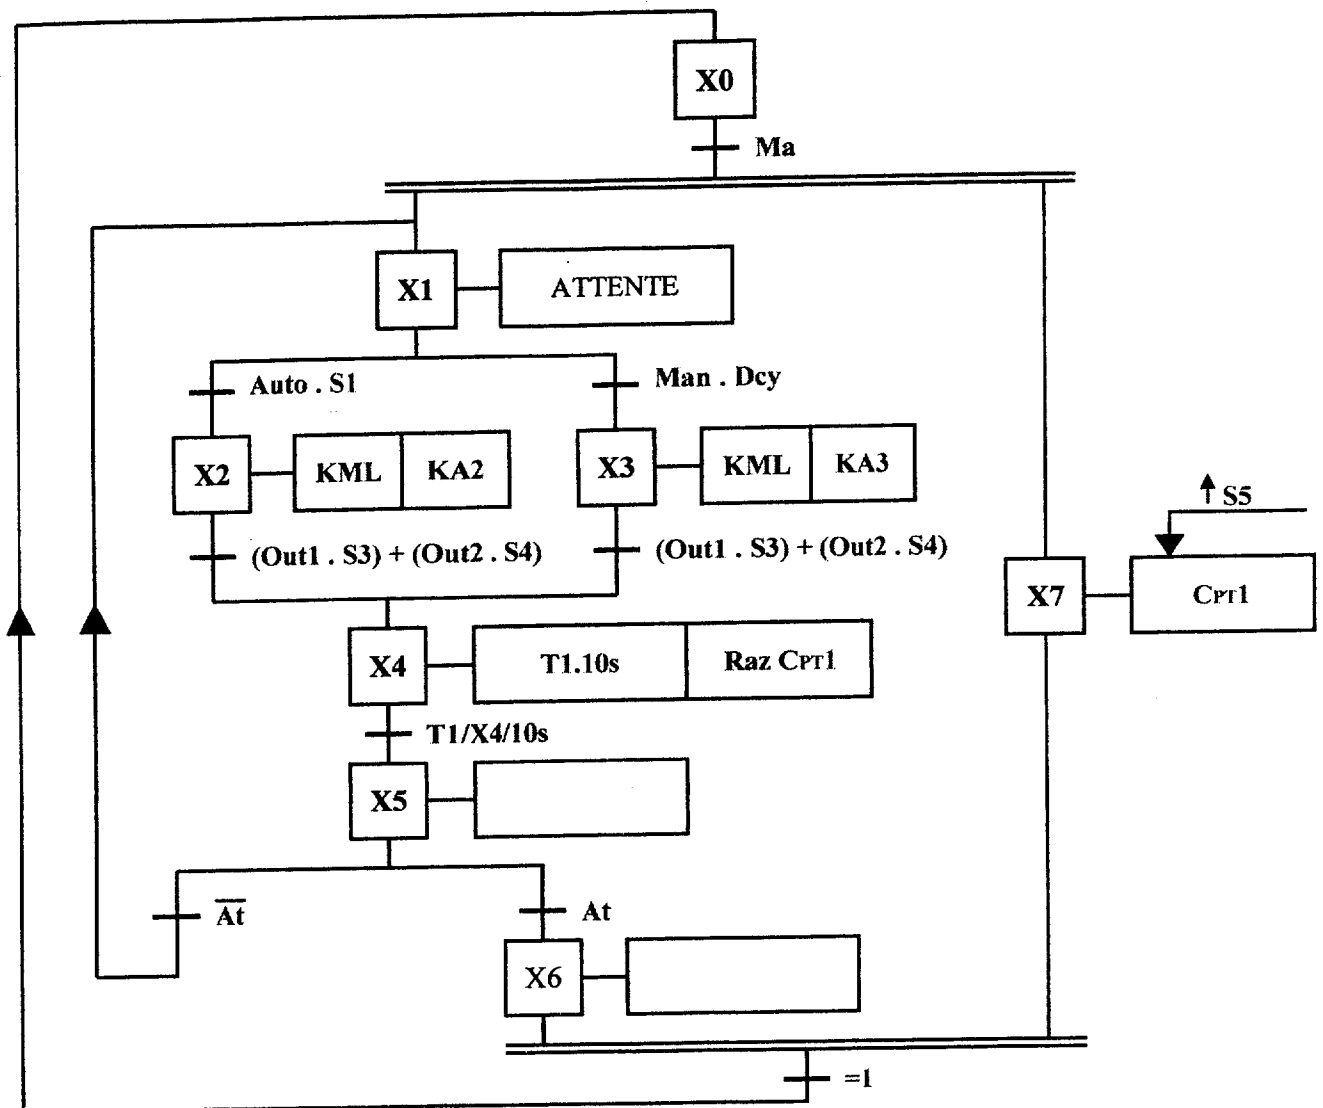 X0
Ma
X1
ATTENTE
Auto . S1
Man . Dcy
X2
KML
KA2
X3
KML
KA3
S5
(Out1 . S3) + (Out2 . S4)
(Out1 . S3) + (Out2 . S4)
X7
CPT1
X4
T1.10s
Raz CPT1
T1/X4/10s
X5
A̅t̅
At
X6
=1